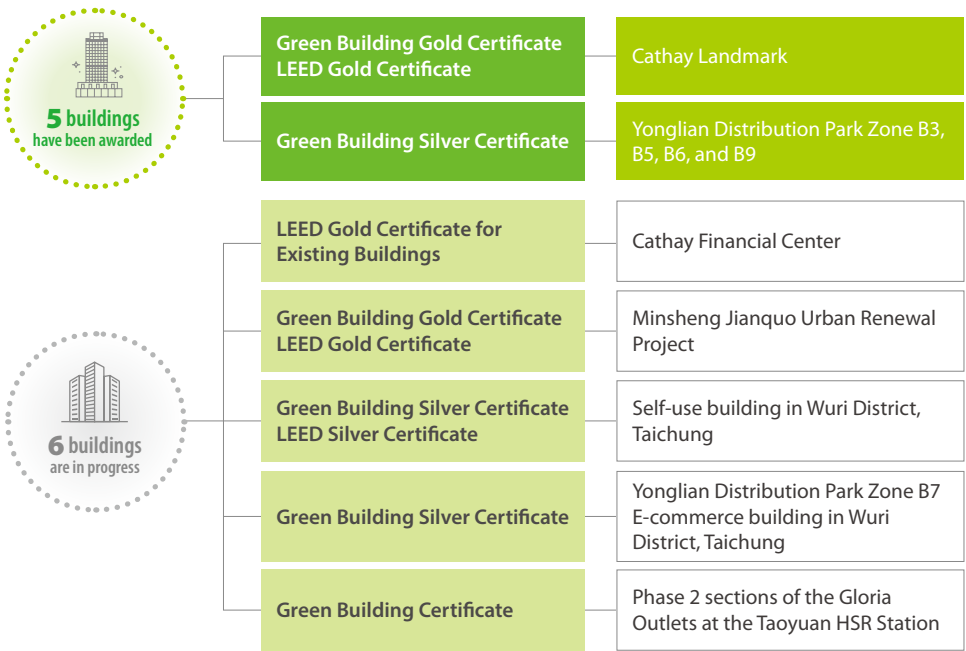 5 buildings
have been awarded
Green Building Gold Certificate
LEED Gold Certificate
Cathay Landmark
Green Building Silver Certificate
Yonglian Distribution Park Zone B3,
B5, B6, and B9
6 buildings
are in progress
LEED Gold Certificate for
Existing Buildings
Cathay Financial Center
Green Building Gold Certificate
LEED Gold Certificate
Minsheng Jianquo Urban Renewal
Project
Green Building Silver Certificate
LEED Silver Certificate
Self-use building in Wuri District,
Taichung
Green Building Silver Certificate
Yonglian Distribution Park Zone B7
E-commerce building in Wuri
District, Taichung
Green Building Certificate
Phase 2 sections of the Gloria
Outlets at the Taoyuan HSR Station